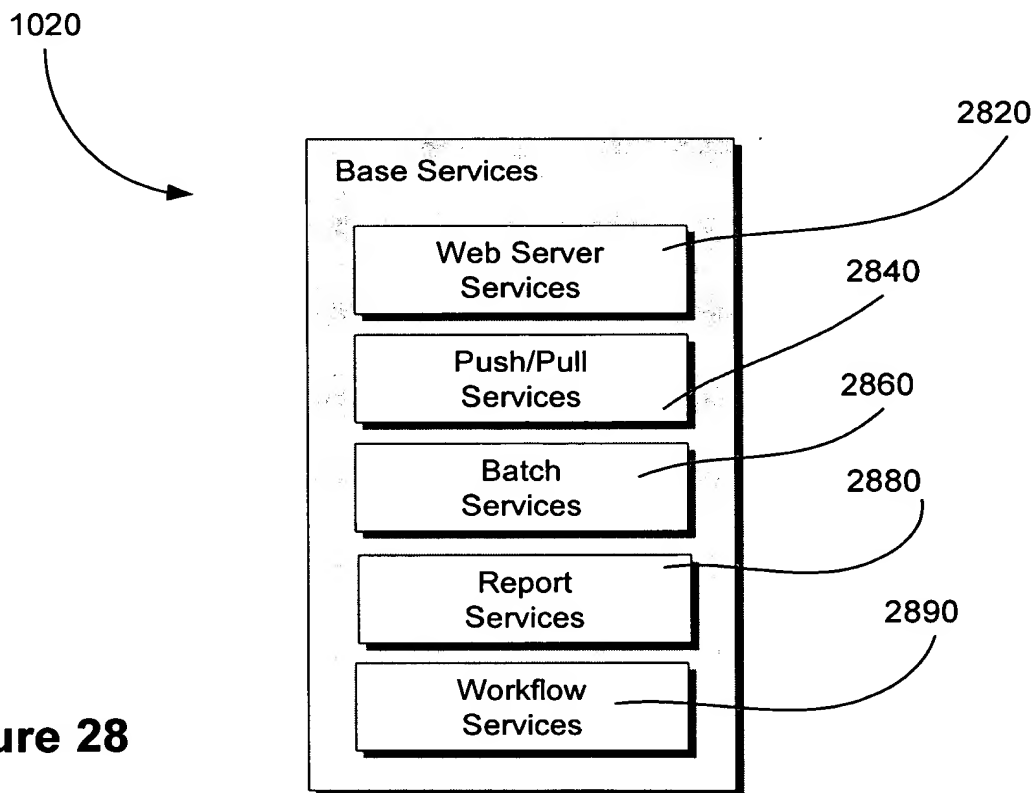 1020
2820
Base Services
Web Server
Services
2840
Push/Pull
Services
2860
Batch
Services
2880
Report
Services
2890
Workflow
Services
ure 28